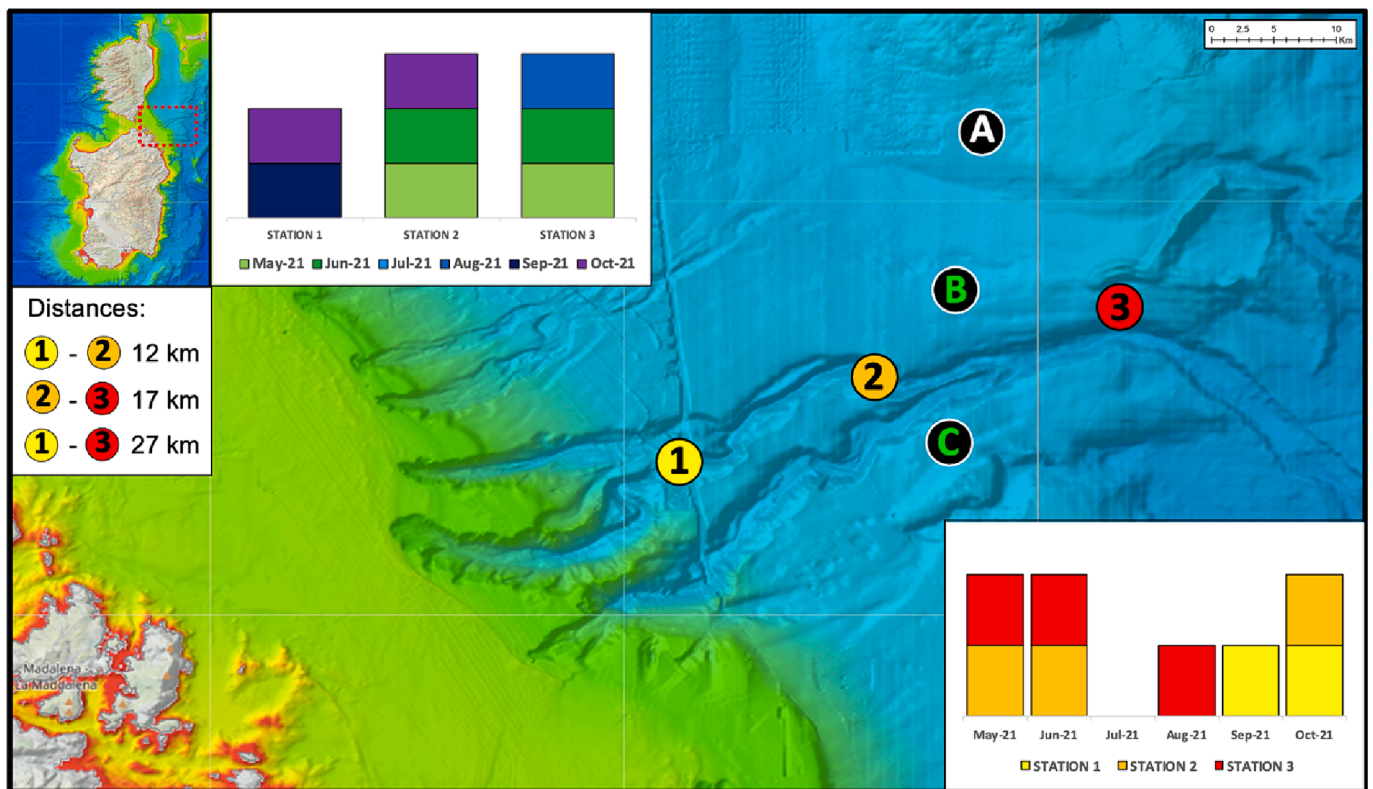 0 2.5 5 10
Km
A
STATION 1 STATION 2 STATION 3
May-21 Jun-21 Jul-21 Aug-21 Sep-21 Oct-21
B
3
Distances:
1 - 2 12 km
2 - 3 17 km
1 - 3 27 km
2
C
1
Madalena -
La Maddalena
May-21 Jun-21 Jul-21 Aug-21 Sep-21 Oct-21
STATION 1 STATION 2 STATION 3